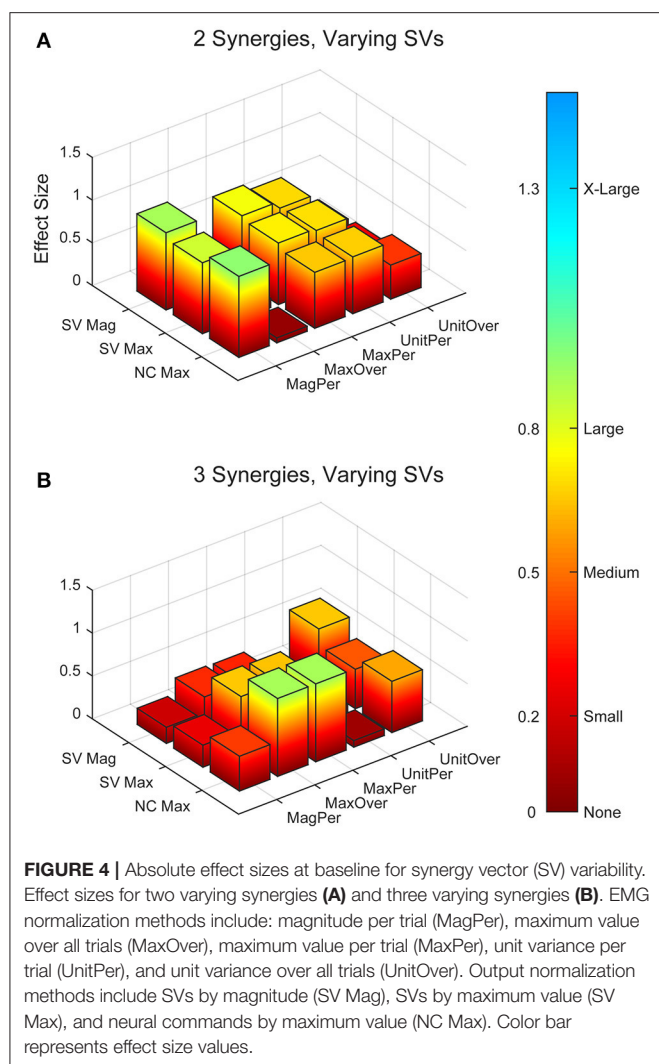 A
2 Synergies, Varying SVs
1.5
1
0.5
0
Effect Size
SV Mag
SV Max
NC Max
MagPer
MaxOver
MaxPer
UnitPer
UnitOver
B
3 Synergies, Varying SVs
1.5
1
0.5
0
SV Mag
SV Max
NC Max
MagPer
MaxOver
MaxPer
UnitPer
UnitOver
1.3 X-Large
0.8 Large
0.5 Medium
0.2 Small
0 None
FIGURE 4 | Absolute effect sizes at baseline for synergy vector (SV) variability.
Effect sizes for two varying synergies (A) and three varying synergies (B). EMG
normalization methods include: magnitude per trial (MagPer), maximum value
over all trials (MaxOver), maximum value per trial (MaxPer), unit variance per
trial (UnitPer), and unit variance over all trials (UnitOver). Output normalization
methods include SVs by magnitude (SV Mag), SVs by maximum value (SV
Max), and neural commands by maximum value (NC Max). Color bar
represents effect size values.